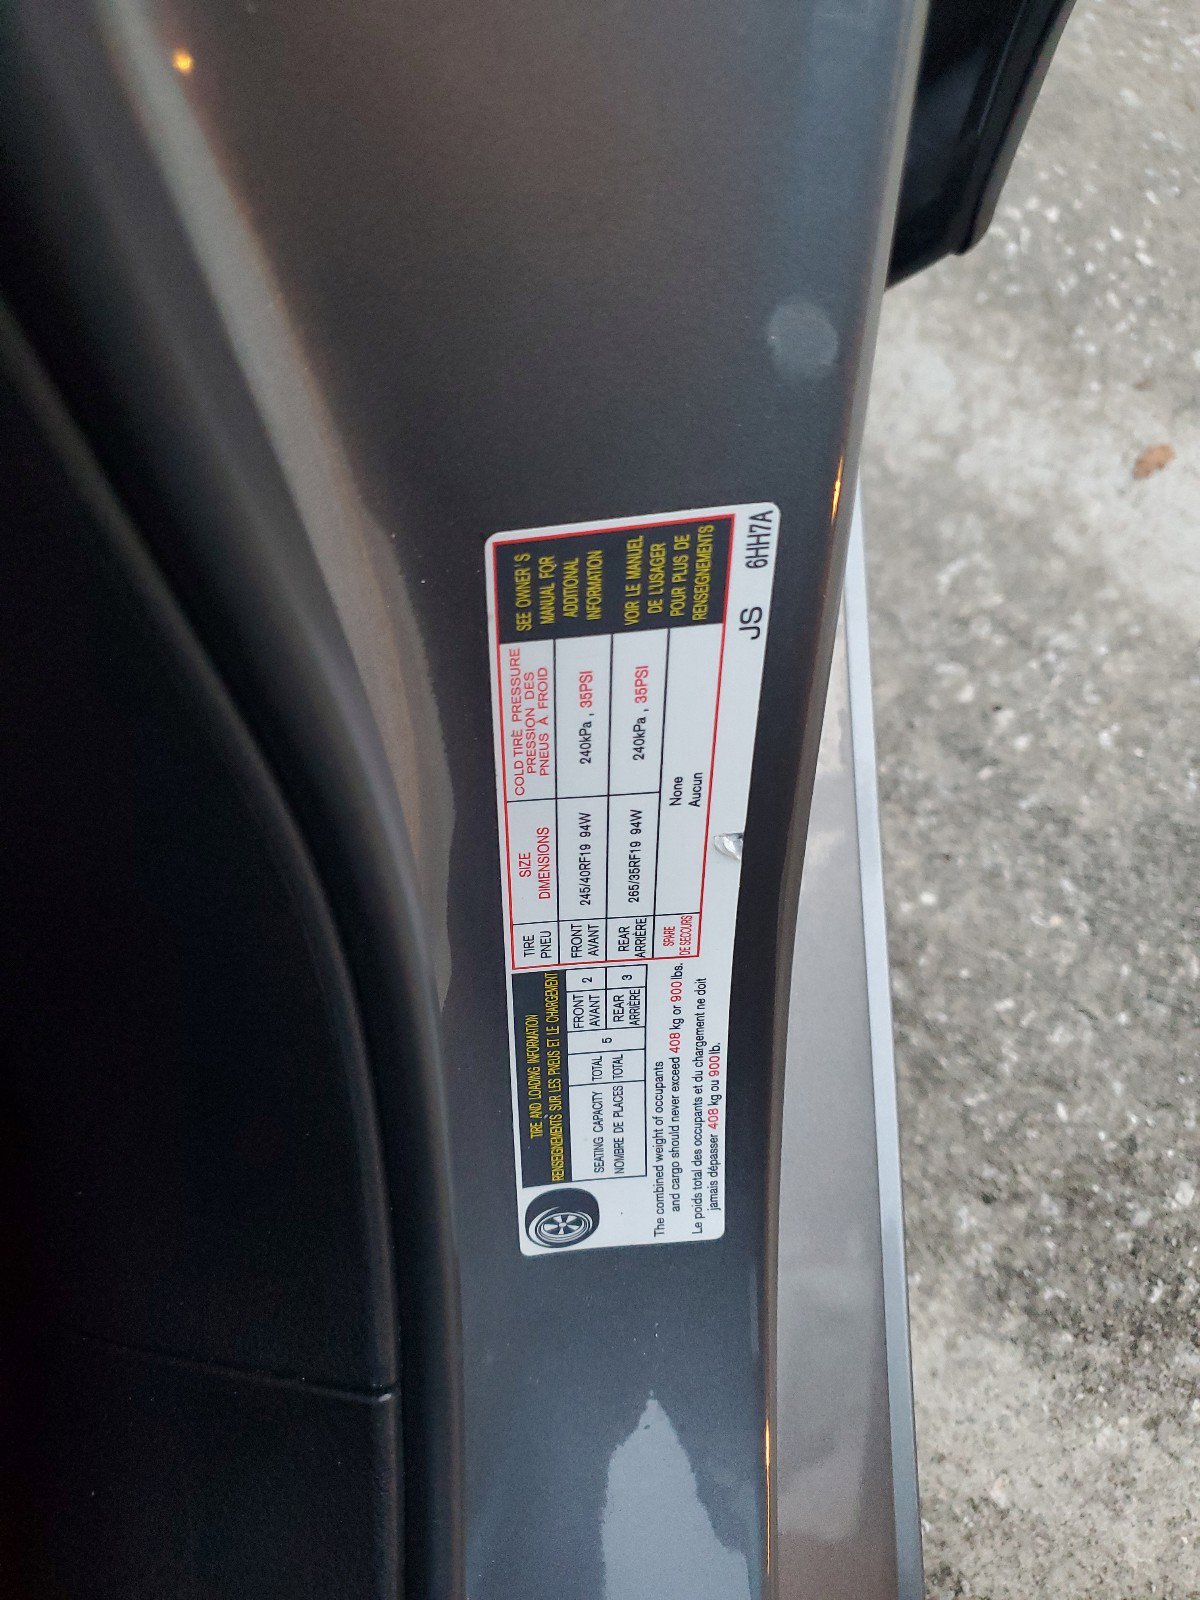 TIRE AND LOADING INFORMATION
RENSEIGNEMENTS SUR LES PNEUS ET LE CHARGEMENT
SEATING CAPACITY
NOMBRE DE PLACES
TOTAL
TOTAL
5
FRONT
AVANT
2
REAR
ARRIÈRE
3
The combined weight of occupants
and cargo should never exceed 408 kg or 900 lbs.
Le poids total des occupants et du chargement ne doit
jamais dépasser 408 kg ou 900 lb.
TIRE
PNEU
SIZE
DIMENSIONS
COLD TIRE PRESSURE
PRESSION DES
PNEUS À FROID
FRONT
AVANT
245/40RF19 94W
240kPa , 35PSI
REAR
ARRIÈRE
265/35RF19 94W
240kPa , 35PSI
SPARE
DE SECOURS
None
Aucun
SEE OWNER'S
MANUAL FOR
ADDITIONAL
INFORMATION
VOIR LE MANUEL
DE L'USAGER
POUR PLUS DE
RENSEIGNEMENTS
JS 6HH7A